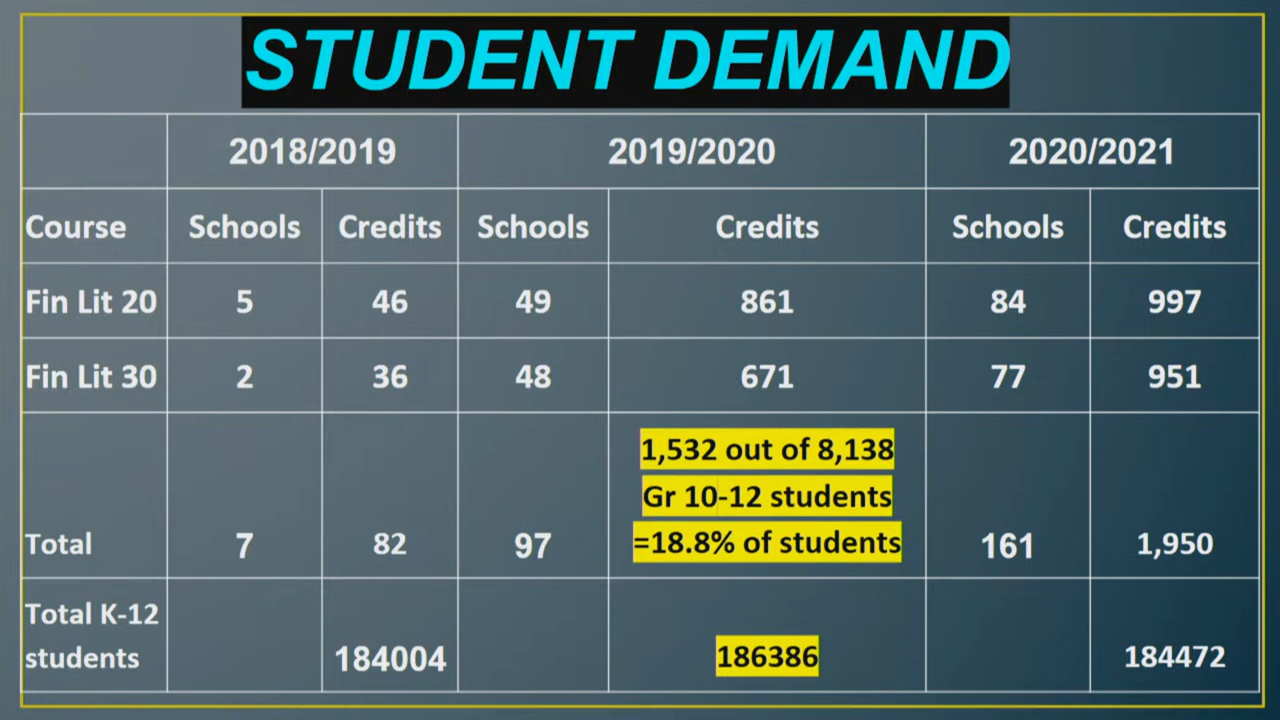 STUDENT DEMAND
2018/2019 2019/2020 2020/2021
Course Schools Credits Schools Credits Schools Credits
Fin Lit 20 5 46 49 861 84 997
Fin Lit 30 2 36 48 671 77 951
1,532 out of 8,138
Gr 10-12 students
Total 7 82 97 =18.8% of students 161 1,950
Total K-12
students 184004 186386 184472